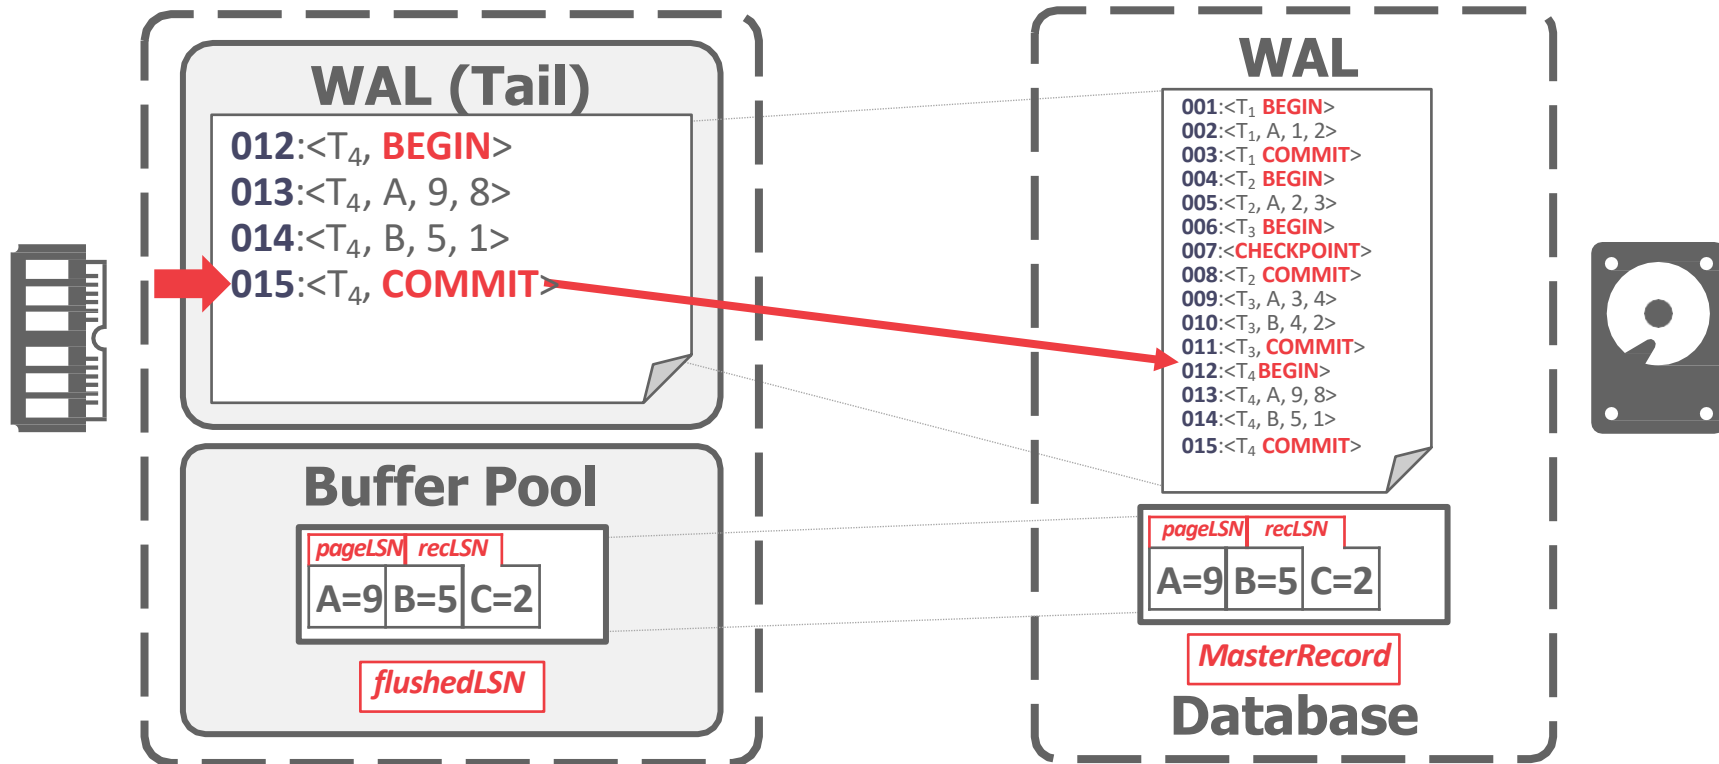 WAL (Tail)
012:<T4, BEGIN>
013:<T4, A, 9, 8>
014:<T4, B, 5, 1>
015:<T4, COMMIT>
Buffer Pool
pageLSN recLSN
A=9 B=5 C=2
flushedLSN
WAL
001:<T1 BEGIN>
002:<T1, A, 1, 2>
003:<T1 COMMIT>
004:<T2 BEGIN>
005:<T2, A, 2, 3>
006:<T3 BEGIN>
007:<CHECKPOINT>
008:<T2 COMMIT>
009:<T3, A, 3, 4>
010:<T3, B, 4, 2>
011:<T3, COMMIT>
012:<T4 BEGIN>
013:<T4, A, 9, 8>
014:<T4, B, 5, 1>
015:<T4 COMMIT>
pageLSN recLSN
A=9 B=5 C=2
MasterRecord
Database